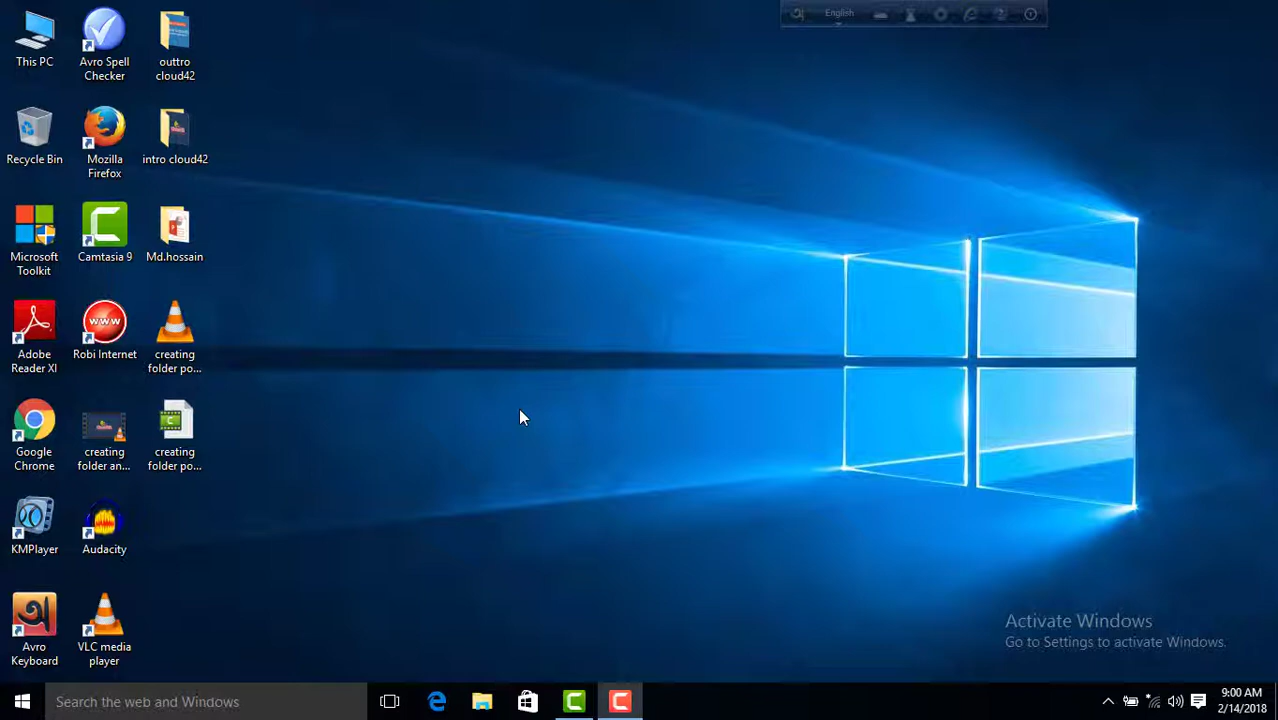 English
This PC
Avro Spell
Checker
outtro
cloud42
Recycle Bin
Mozilla
Firefox
intro cloud42
Microsoft
Toolkit
Camtasia 9
Md.hossain
Adobe
Reader XI
www
Robi Internet
creating
folder po...
Google
Chrome
creating
folder an...
creating
folder po...
KMPlayer
Audacity
Avro
Keyboard
VLC media
player
Activate Windows
Go to Settings to activate Windows.
Search the web and Windows
9:00 AM
2/14/2018